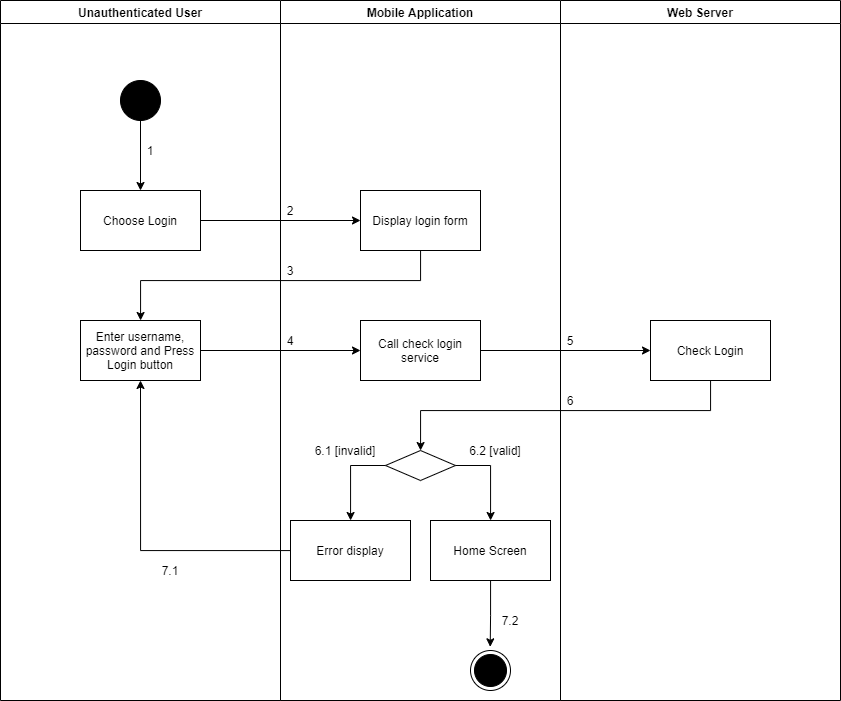 Unauthenticated User
Mobile Application
Web Server
1
Choose Login
2
Display login form
3
Enter username,
password and Press
Login button
4
Call check login
service
5
Check Login
6
6.1 [invalid]
6.2 [valid]
Error display
Home Screen
7.1
7.2